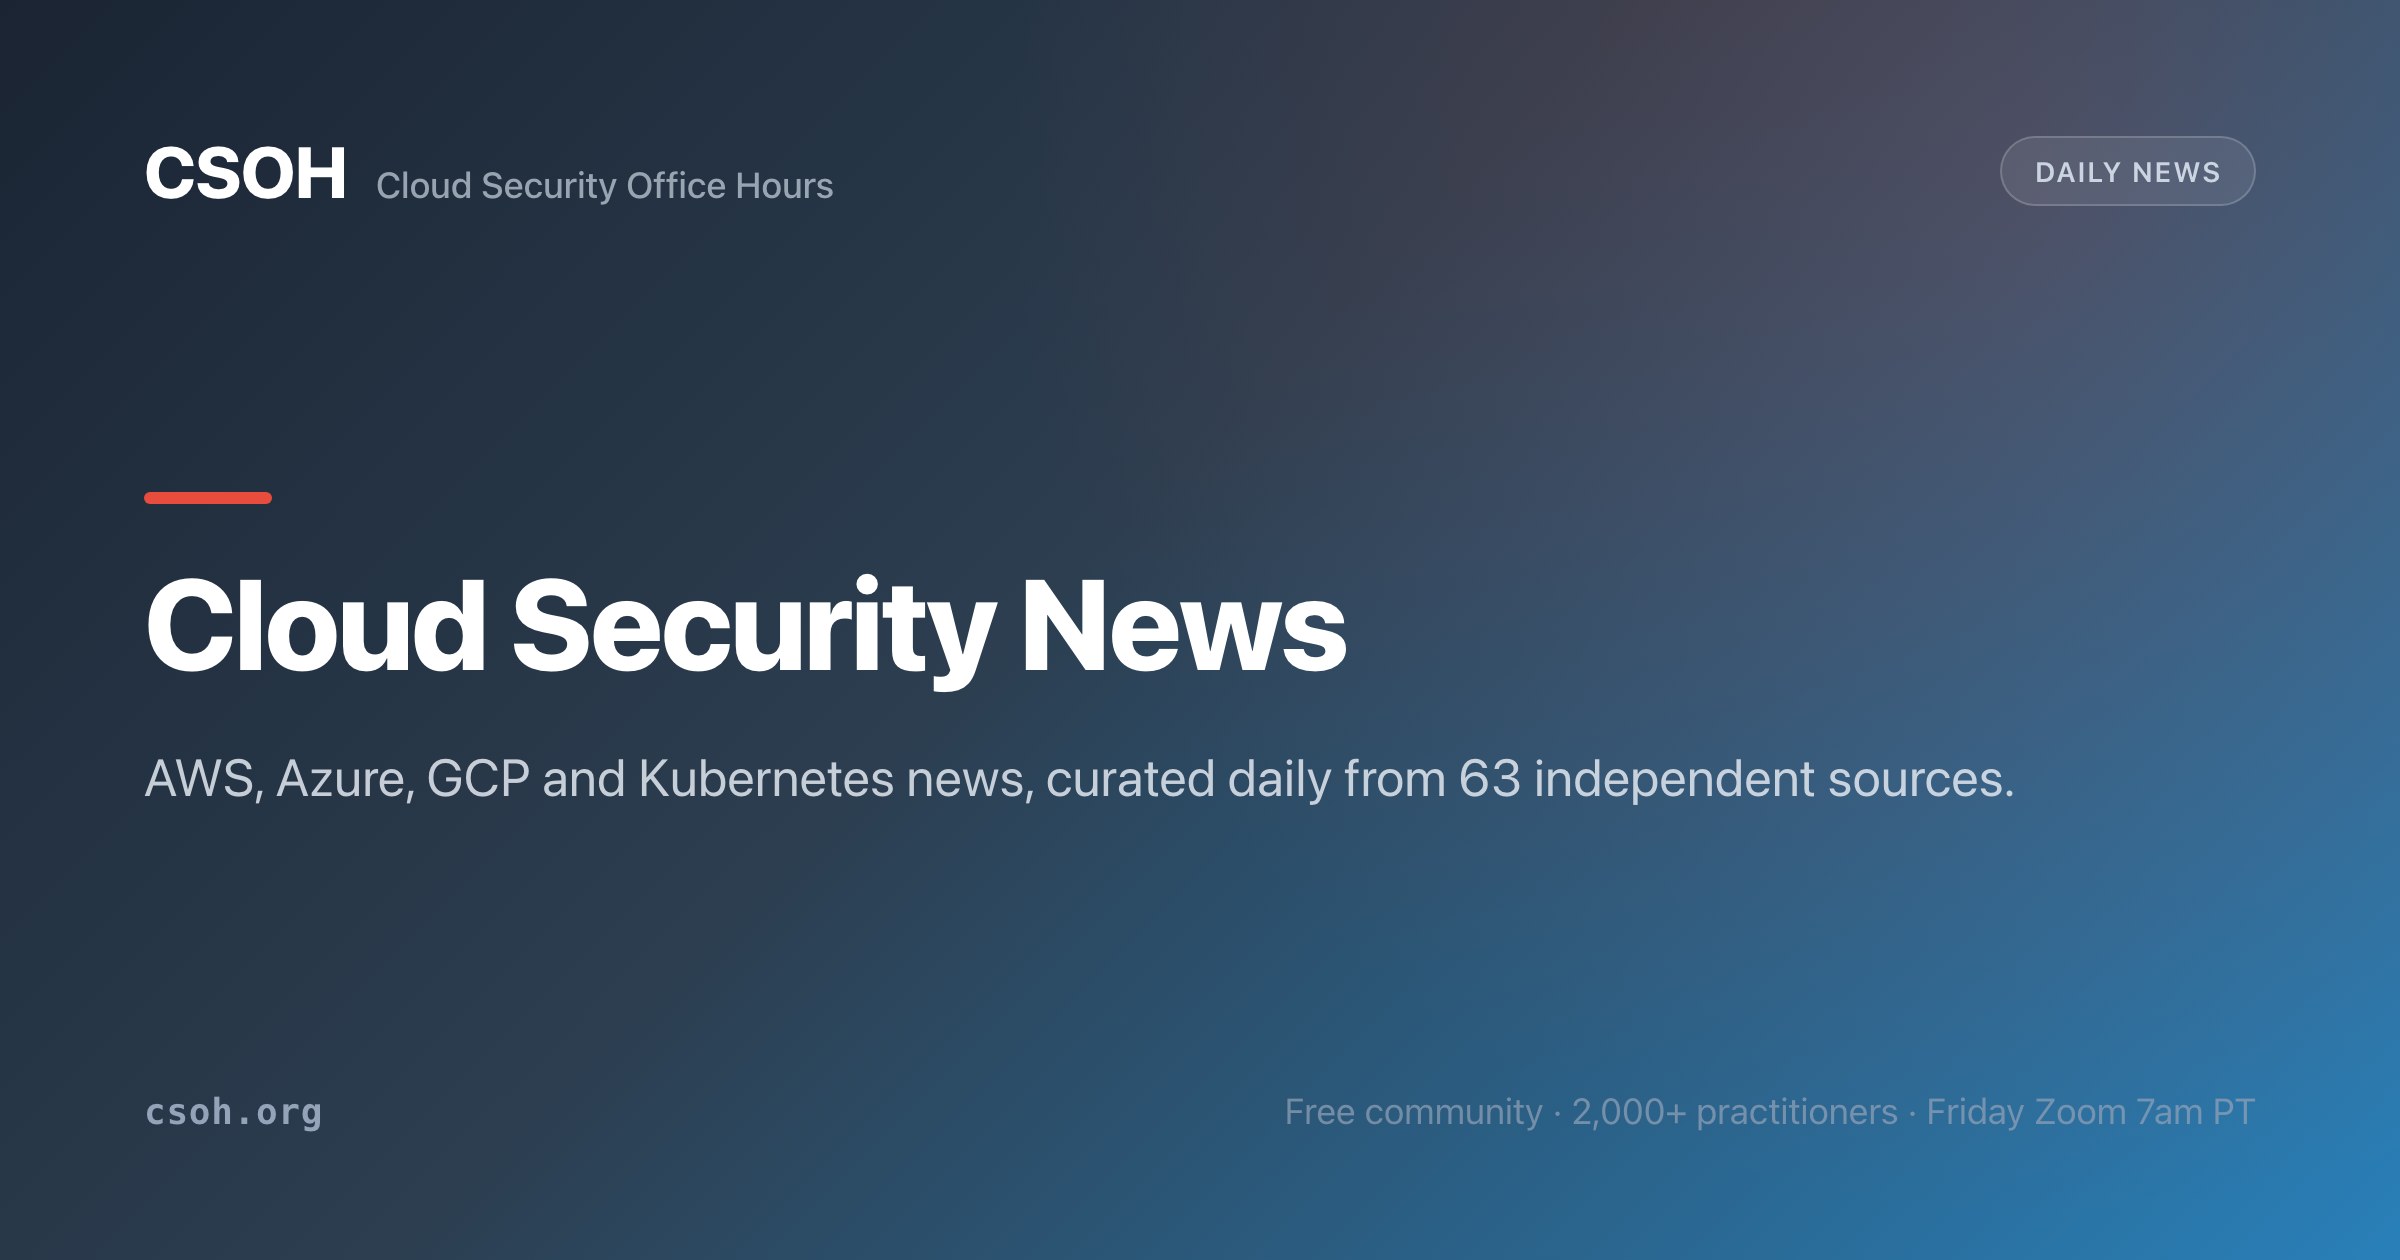 CSOH Cloud Security Office Hours
DAILY NEWS
Cloud Security News
AWS, Azure, GCP and Kubernetes news, curated daily from 63 independent sources.
csoh.org
Free community · 2,000+ practitioners · Friday Zoom 7am PT